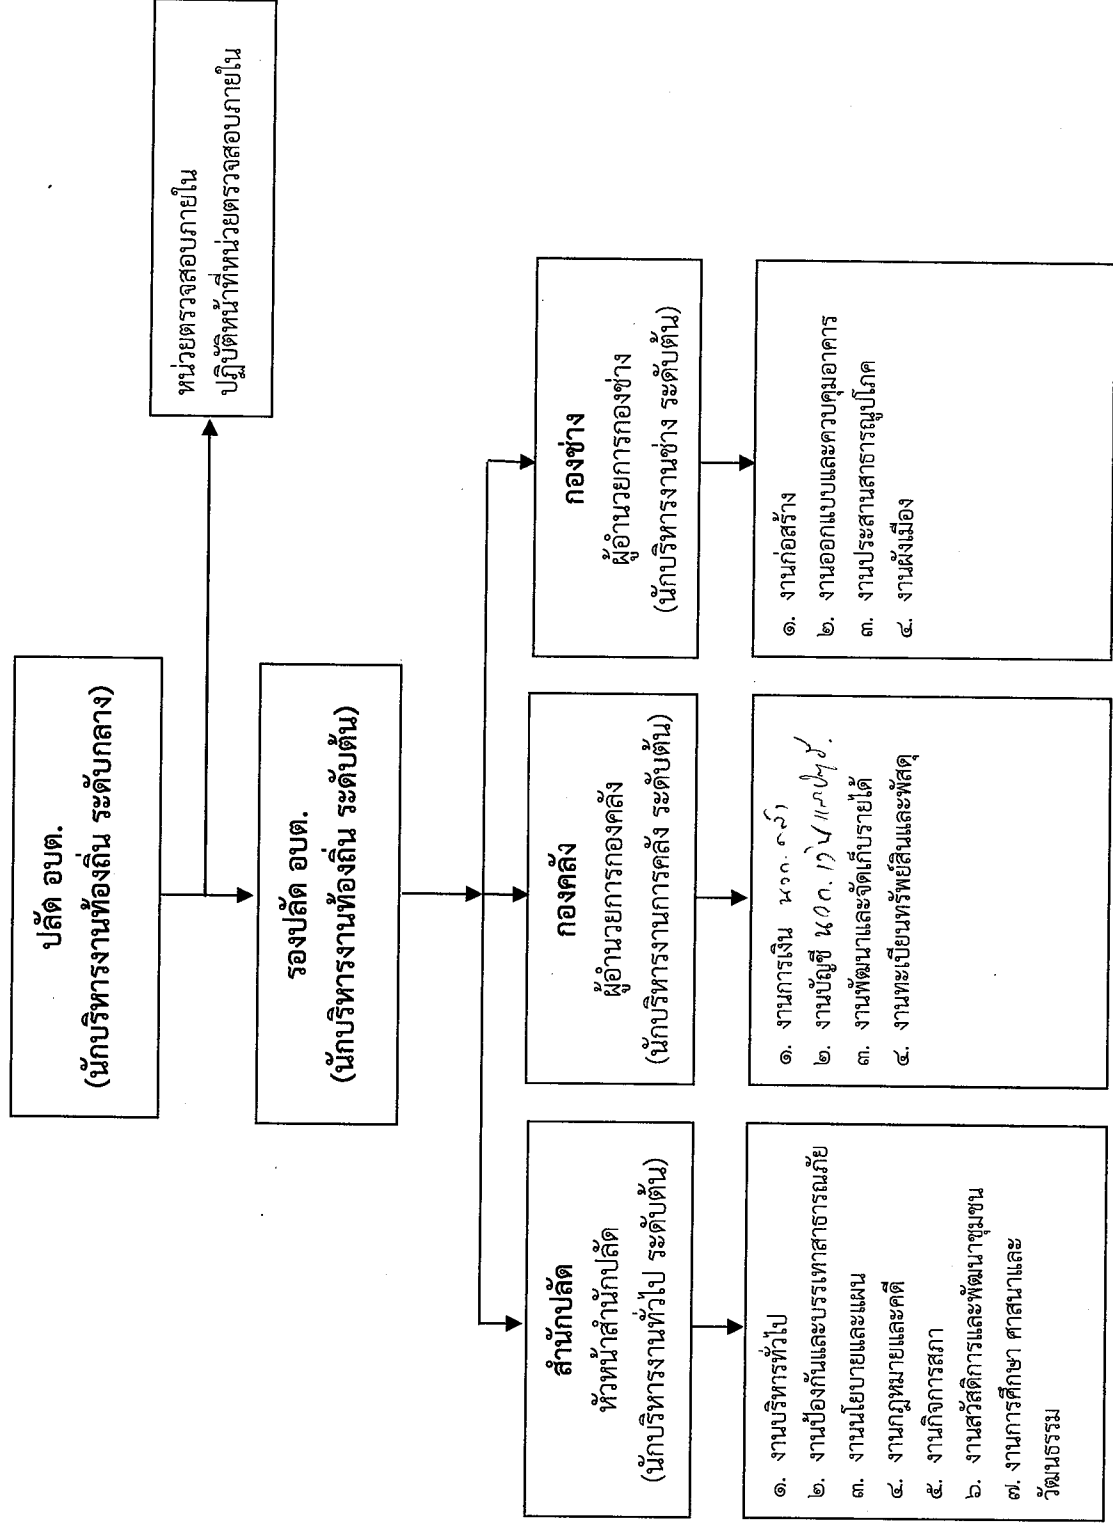 ปลัด อบต.
(นักบริหารงานท้องถิ่น ระดับกลาง)
หน่วยตรวจสอบภายใน
ปฏิบัติหน้าที่หน่วยตรวจสอบภายใน
รองปลัด อบต.
(นักบริหารงานท้องถิ่น ระดับต้น)
สำนักปลัด
หัวหน้าสำนักปลัด
(นักบริหารงานทั่วไป ระดับต้น)
กองคลัง
ผู้อำนวยการกองคลัง
(นักบริหารงานการคลัง ระดับต้น)
กองช่าง
ผู้อำนวยการกองช่าง
(นักบริหารงานช่าง ระดับต้น)
๑. งานบริหารทั่วไป
๒. งานป้องกันและบรรเทาสาธารณภัย
๓. งานนโยบายและแผน
๔. งานกฎหมายและคดี
๕. งานกิจการสภา
๖. งานสวัสดิการและพัฒนาชุมชน
๗. งานการศึกษา ศาสนาและ
วัฒนธรรม
๑. งานการเงิน นวก.
๒. งานบัญชี นวก.
๓. งานพัฒนาและจัดเก็บรายได้
๔. งานทะเบียนทรัพย์สินและพัสดุ
๑. งานก่อสร้าง
๒. งานออกแบบและควบคุมอาคาร
๓. งานประสานสาธารณูปโภค
๔. งานผังเมือง